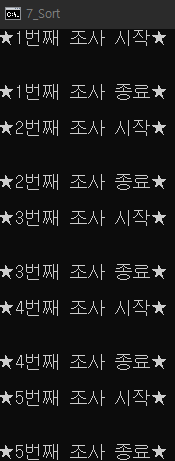 7_Sort
★1번째 조사 시작★
★1번째 조사 종료★
★2번째 조사 시작★
★2번째 조사 종료★
★3번째 조사 시작★
★3번째 조사 종료★
★4번째 조사 시작★
★4번째 조사 종료★
★5번째 조사 시작★
★5번째 조사 종료★